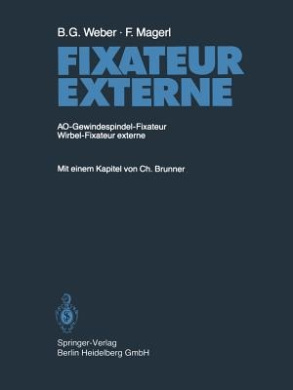 B.G. Weber · F. Magerl
FIXATEUR
EXTERNE
AO-Gewindespindel-Fixateur
Wirbel-Fixateur externe
Mit einem Kapitel von Ch. Brunner
Springer-Verlag
Berlin Heidelberg GmbH